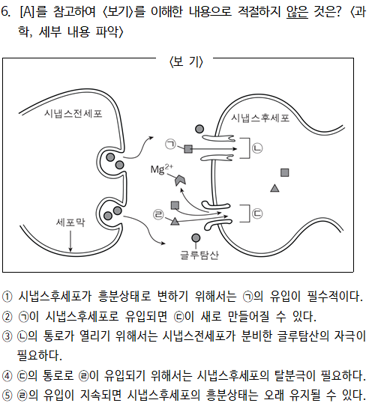 6. [A]를 참고하여 〈보기〉를 이해한 내용으로 적절하지 않은 것은? 〈과
학, 세부 내용 파악〉
〈보 기〉
시냅스전세포
시냅스후세포
㉠
㉡
Mg2+
㉣
㉢
세포막
글루탐산
① 시냅스후세포가 흥분상태로 변하기 위해서는 ㉠의 유입이 필수적이다.
② ㉠이 시냅스후세포로 유입되면 ㉢이 새로 만들어질 수 있다.
③ ㉡의 통로가 열리기 위해서는 시냅스전세포가 분비한 글루탐산의 자극이
필요하다.
④ ㉢의 통로로 ㉣이 유입되기 위해서는 시냅스후세포의 탈분극이 필요하다.
⑤ ㉣의 유입이 지속되면 시냅스후세포의 흥분상태는 오래 유지될 수 있다.